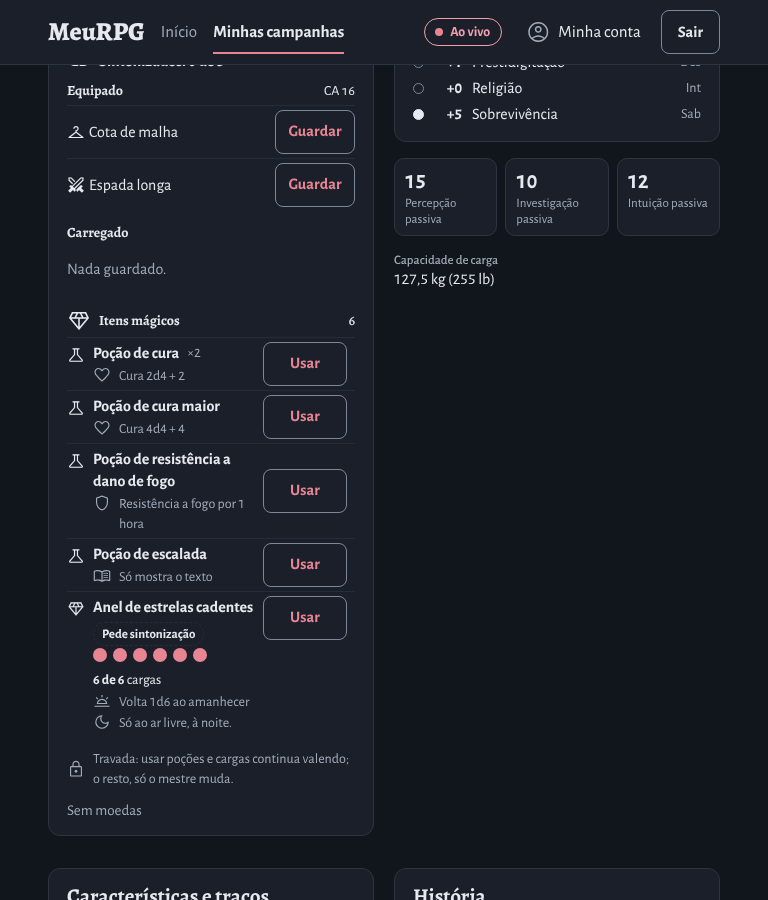 MeuRPG Início Minhas campanhas Ao vivo Minha conta Sair
Equipado CA 16
Cota de malha Guardar
Espada longa Guardar
Carregado
Nada guardado.
Itens mágicos 6
Poção de cura ×2 Usar
Cura 2d4 + 2
Poção de cura maior Usar
Cura 4d4 + 4
Poção de resistência a
dano de fogo Usar
Resistência a fogo por 1
hora
Poção de escalada Usar
Só mostra o texto
Anel de estrelas cadentes Usar
Pede sintonização
6 de 6 cargas
Volta 1d6 ao amanhecer
Só ao ar livre, à noite.
Travada: usar poções e cargas continua valendo;
o resto, só o mestre muda.
Sem moedas
Prestidigitação
+0 Religião Int
+5 Sobrevivência Sab
15
Percepção
passiva
10
Investigação
passiva
12
Intuição passiva
Capacidade de carga
127,5 kg (255 lb)
Características e traços
História